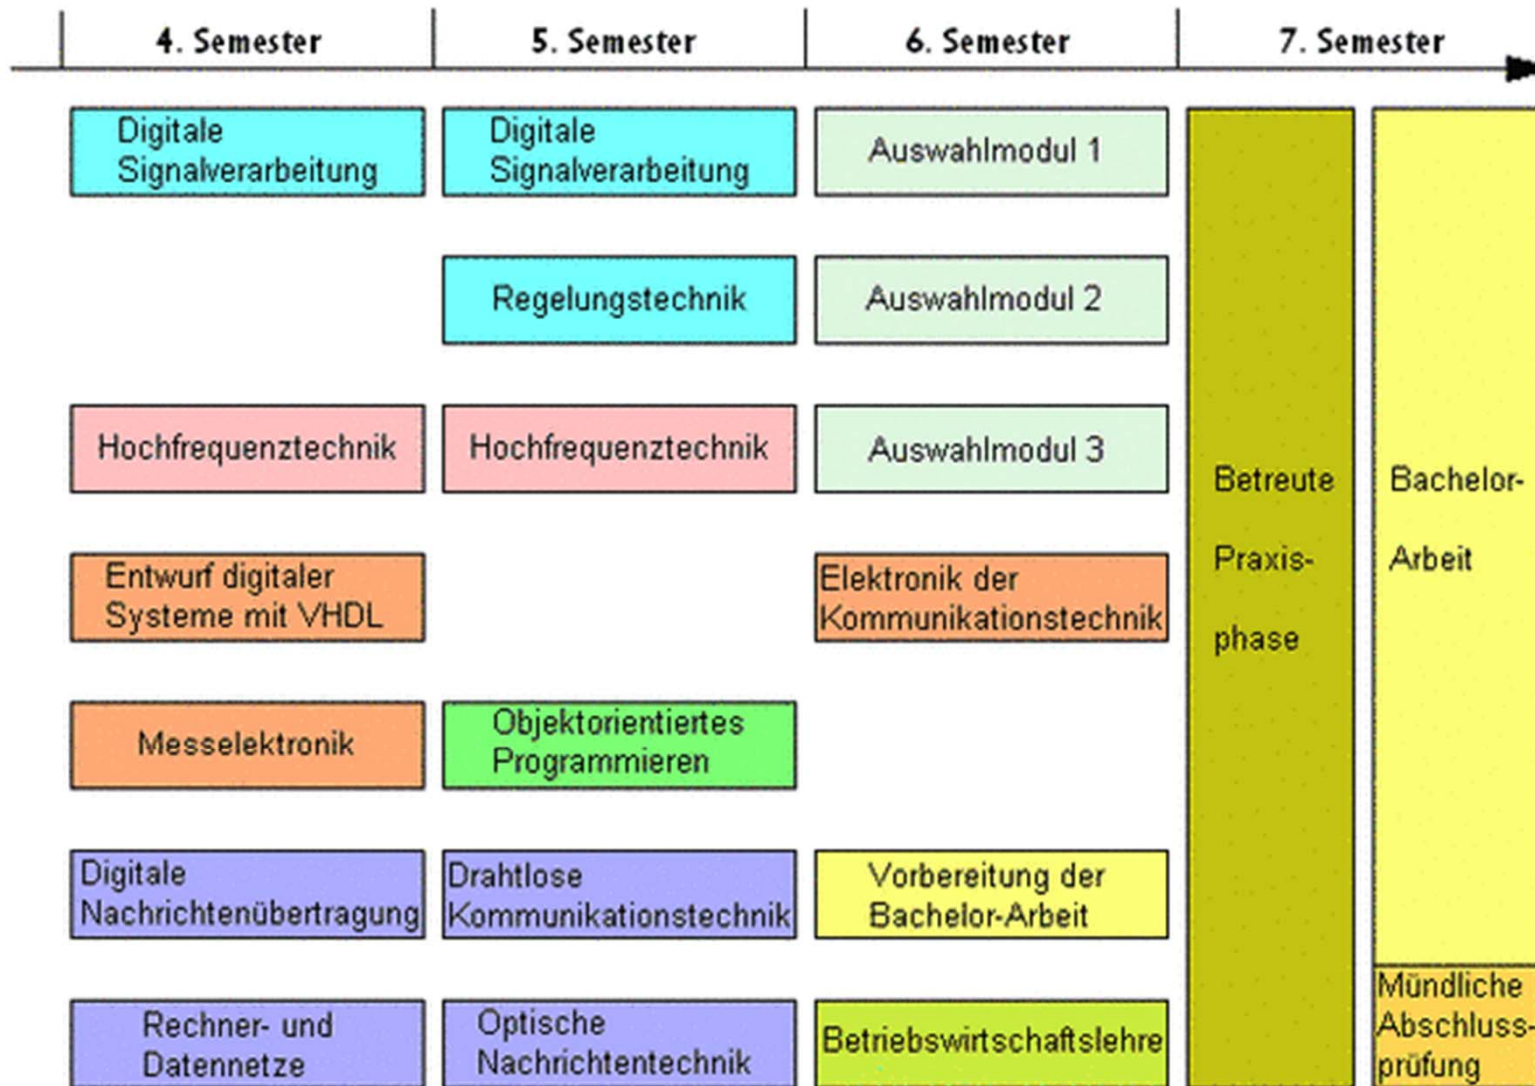 4. Semester
5. Semester
6. Semester
7. Semester
Digitale
Signalverarbeitung
Digitale
Signalverarbeitung
Auswahlmodul 1
Regelungstechnik
Auswahlmodul 2
Hochfrequenztechnik
Hochfrequenztechnik
Auswahlmodul 3
Entwurf digitaler
Systeme mit VHDL
Elektronik der
Kommunikationstechnik
Messelektronik
Objektorientiertes
Programmieren
Digitale
Nachrichtenübertragung
Drahtlose
Kommunikationstechnik
Vorbereitung der
Bachelor-Arbeit
Rechner- und
Datennetze
Optische
Nachrichtentechnik
Betriebswirtschaftslehre
Betreute
Praxis-
phase
Bachelor-
Arbeit
Mündliche
Abschluss-
prüfung